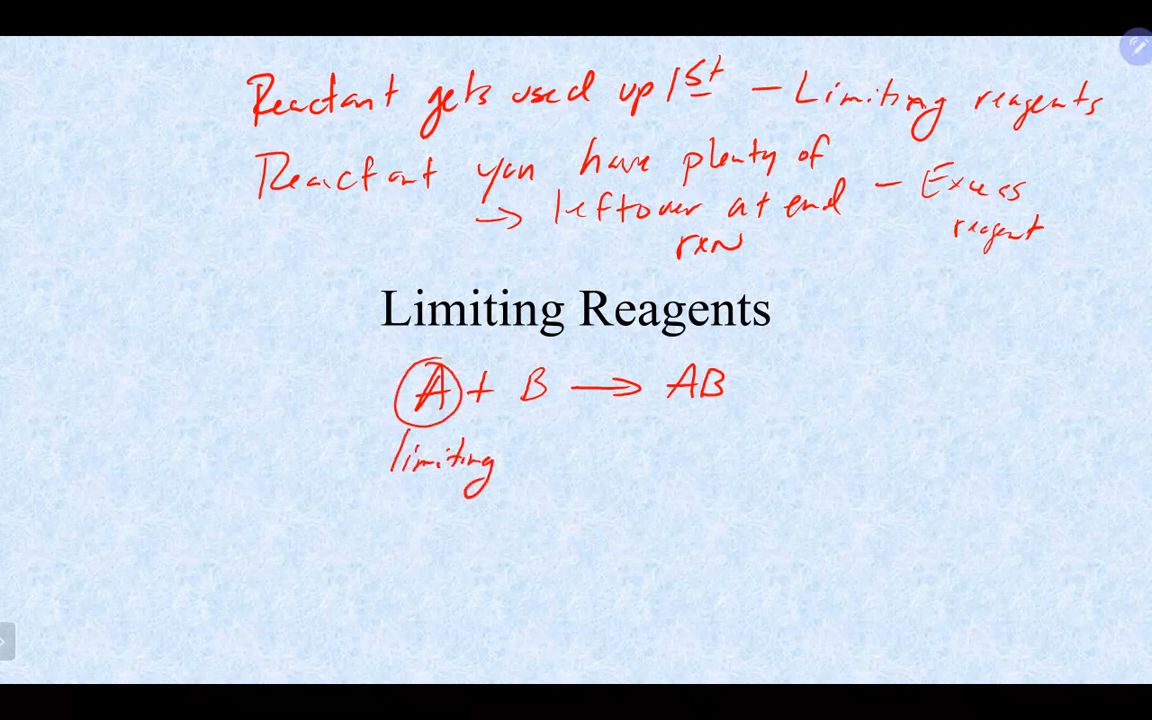 Reactant gets used up 1st - Limiting reagents
Reactant you have plenty of
→ leftover at end - Excess
rxn reagent
Limiting Reagents
A + B → AB
limiting